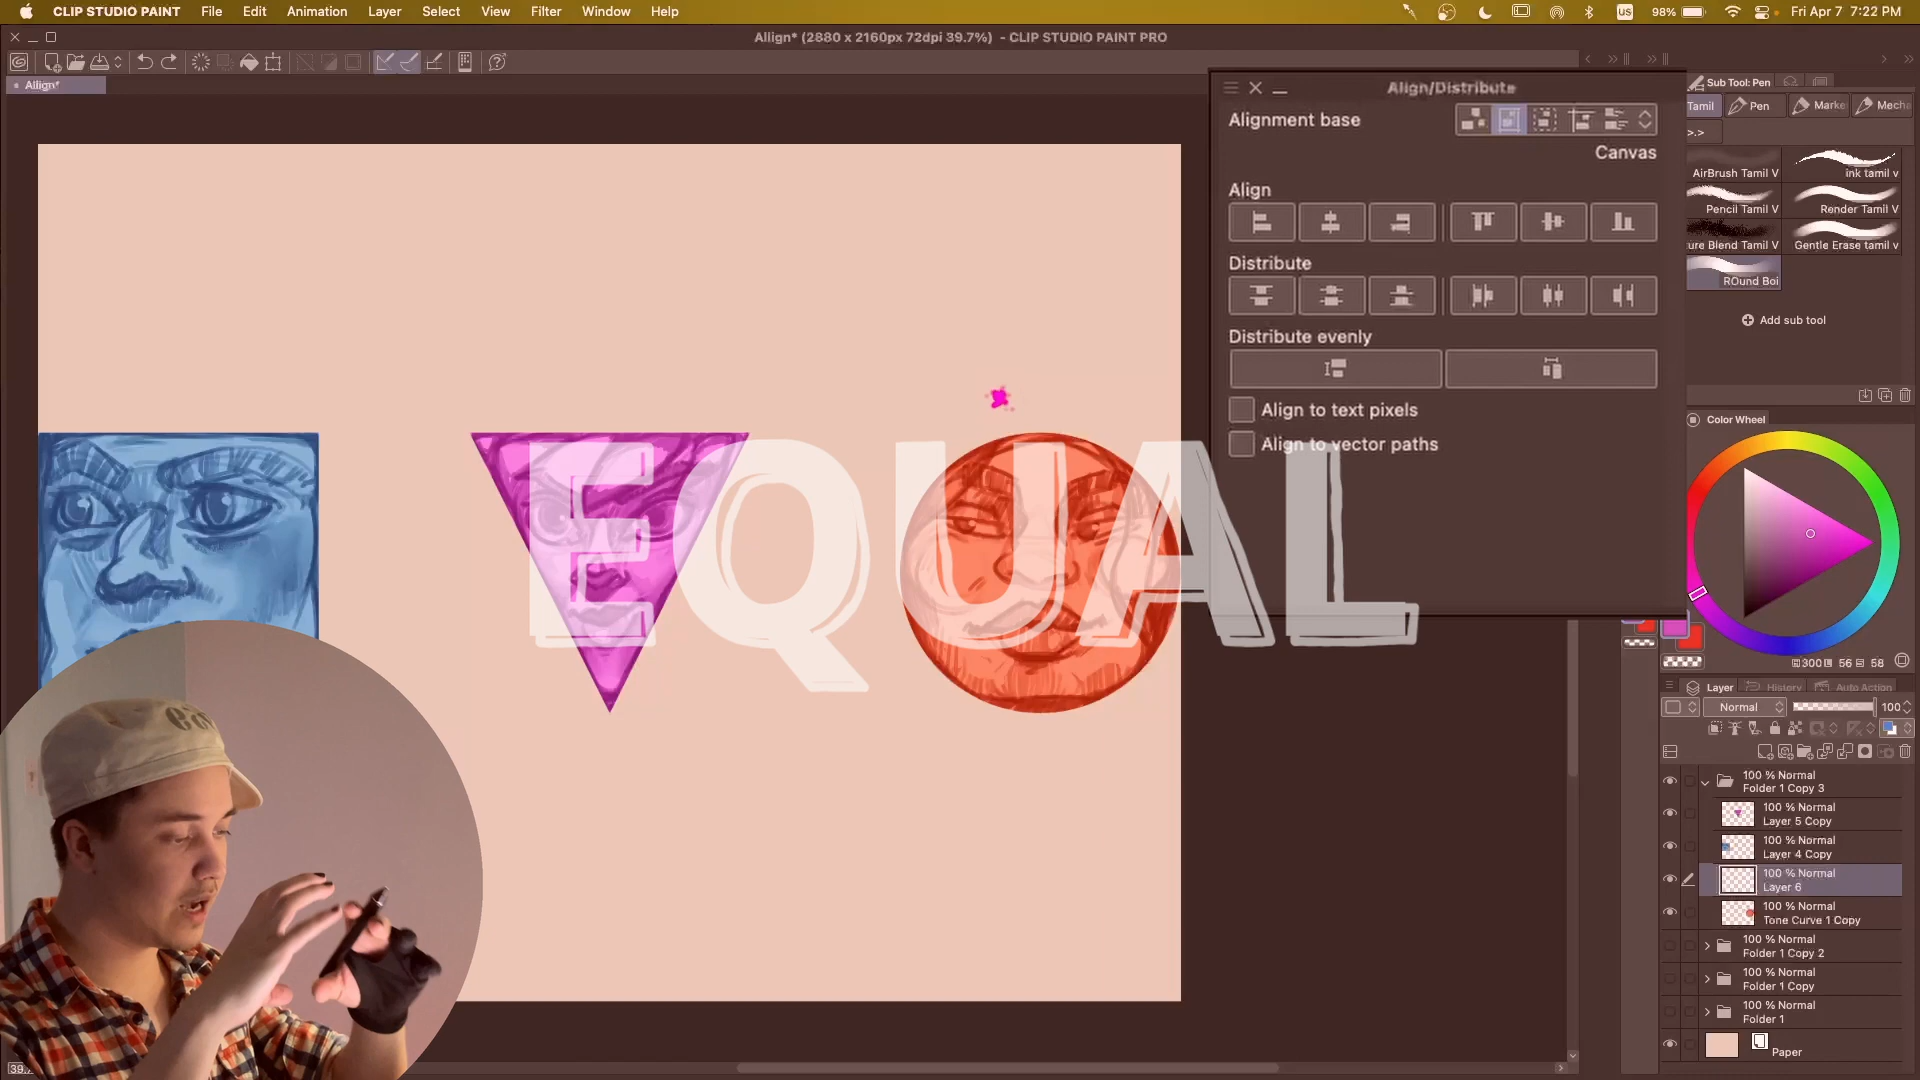 CLIP STUDIO PAINT File Edit Animation Layer Select View Filter Window Help US 98% Fri Apr 7 7:22 PM
Allign* (2880 x 2160px 72dpi 39.7%) - CLIP STUDIO PAINT PRO
Allign*
Align/Distribute
Alignment base
Canvas
Align
Distribute
Distribute evenly
Align to text pixels
Align to vector paths
EQUAL
Sub Tool: Pen
Tamil Pen Marke Mecha
AirBrush Tamil V ink tamil v
Pencil Tamil V Render Tamil V
ure Blend Tamil V Gentle Erase tamil v
ROund Boi
Add sub tool
Color Wheel
300 56 58
Layer History Auto Action
Normal 100
100 % Normal
Folder 1 Copy 3
100 % Normal
Layer 5 Copy
100 % Normal
Layer 4 Copy
100 % Normal
Layer 6
100 % Normal
Tone Curve 1 Copy
100 % Normal
Folder 1 Copy 2
100 % Normal
Folder 1 Copy
100 % Normal
Folder 1
Paper
39.